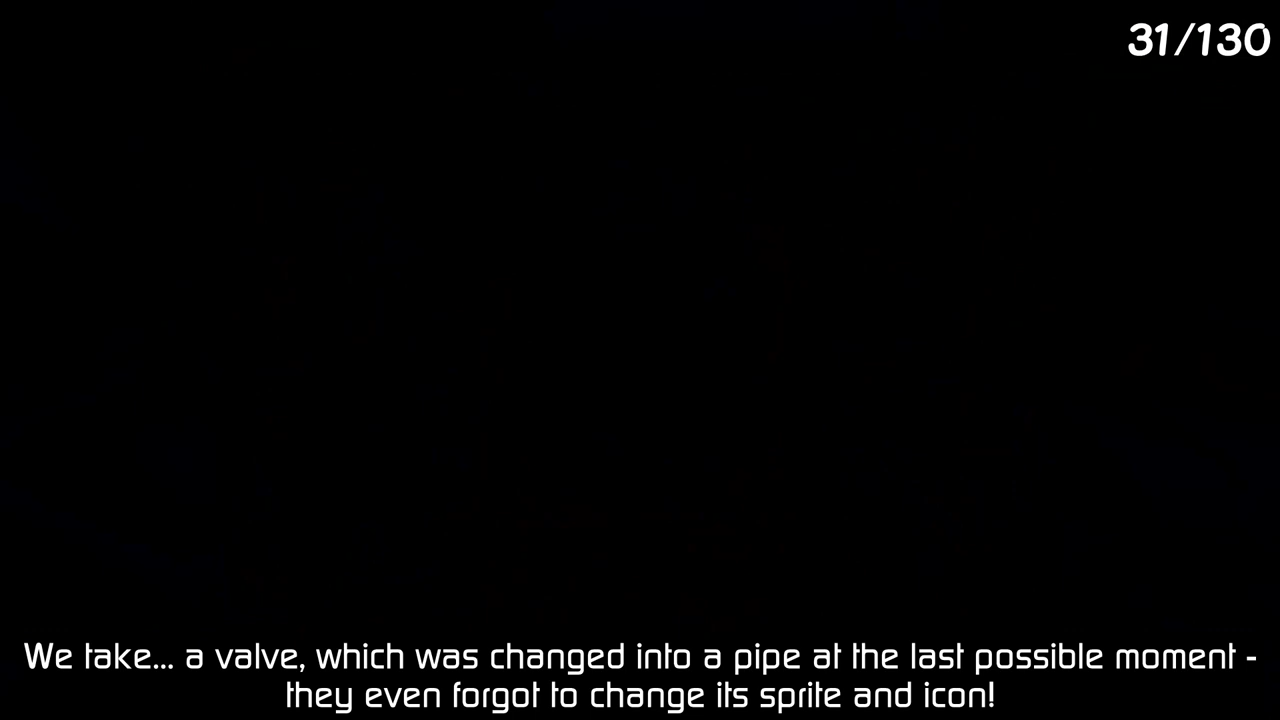 31/130
We take... a valve, which was changed into a pipe at the last possible moment -
they even forgot to change its sprite and icon!